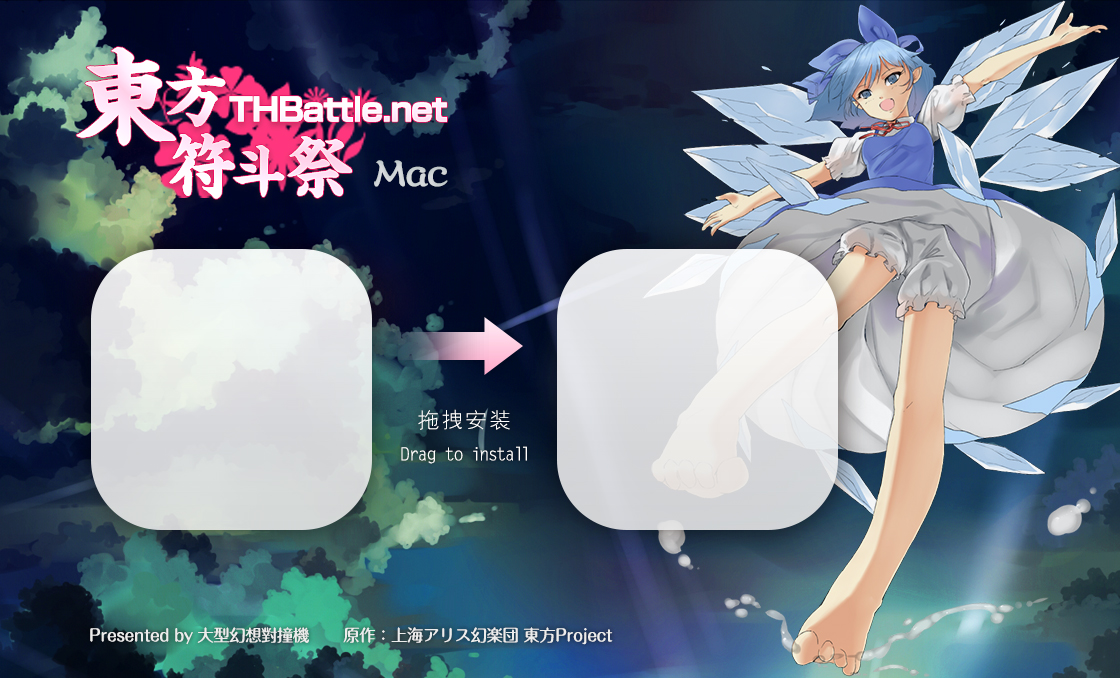 東方
THBattle.net
符斗祭
Mac
拖拽安装
Drag to install
Presented by 大型幻想對撞機 原作：上海アリス幻楽団 東方Project